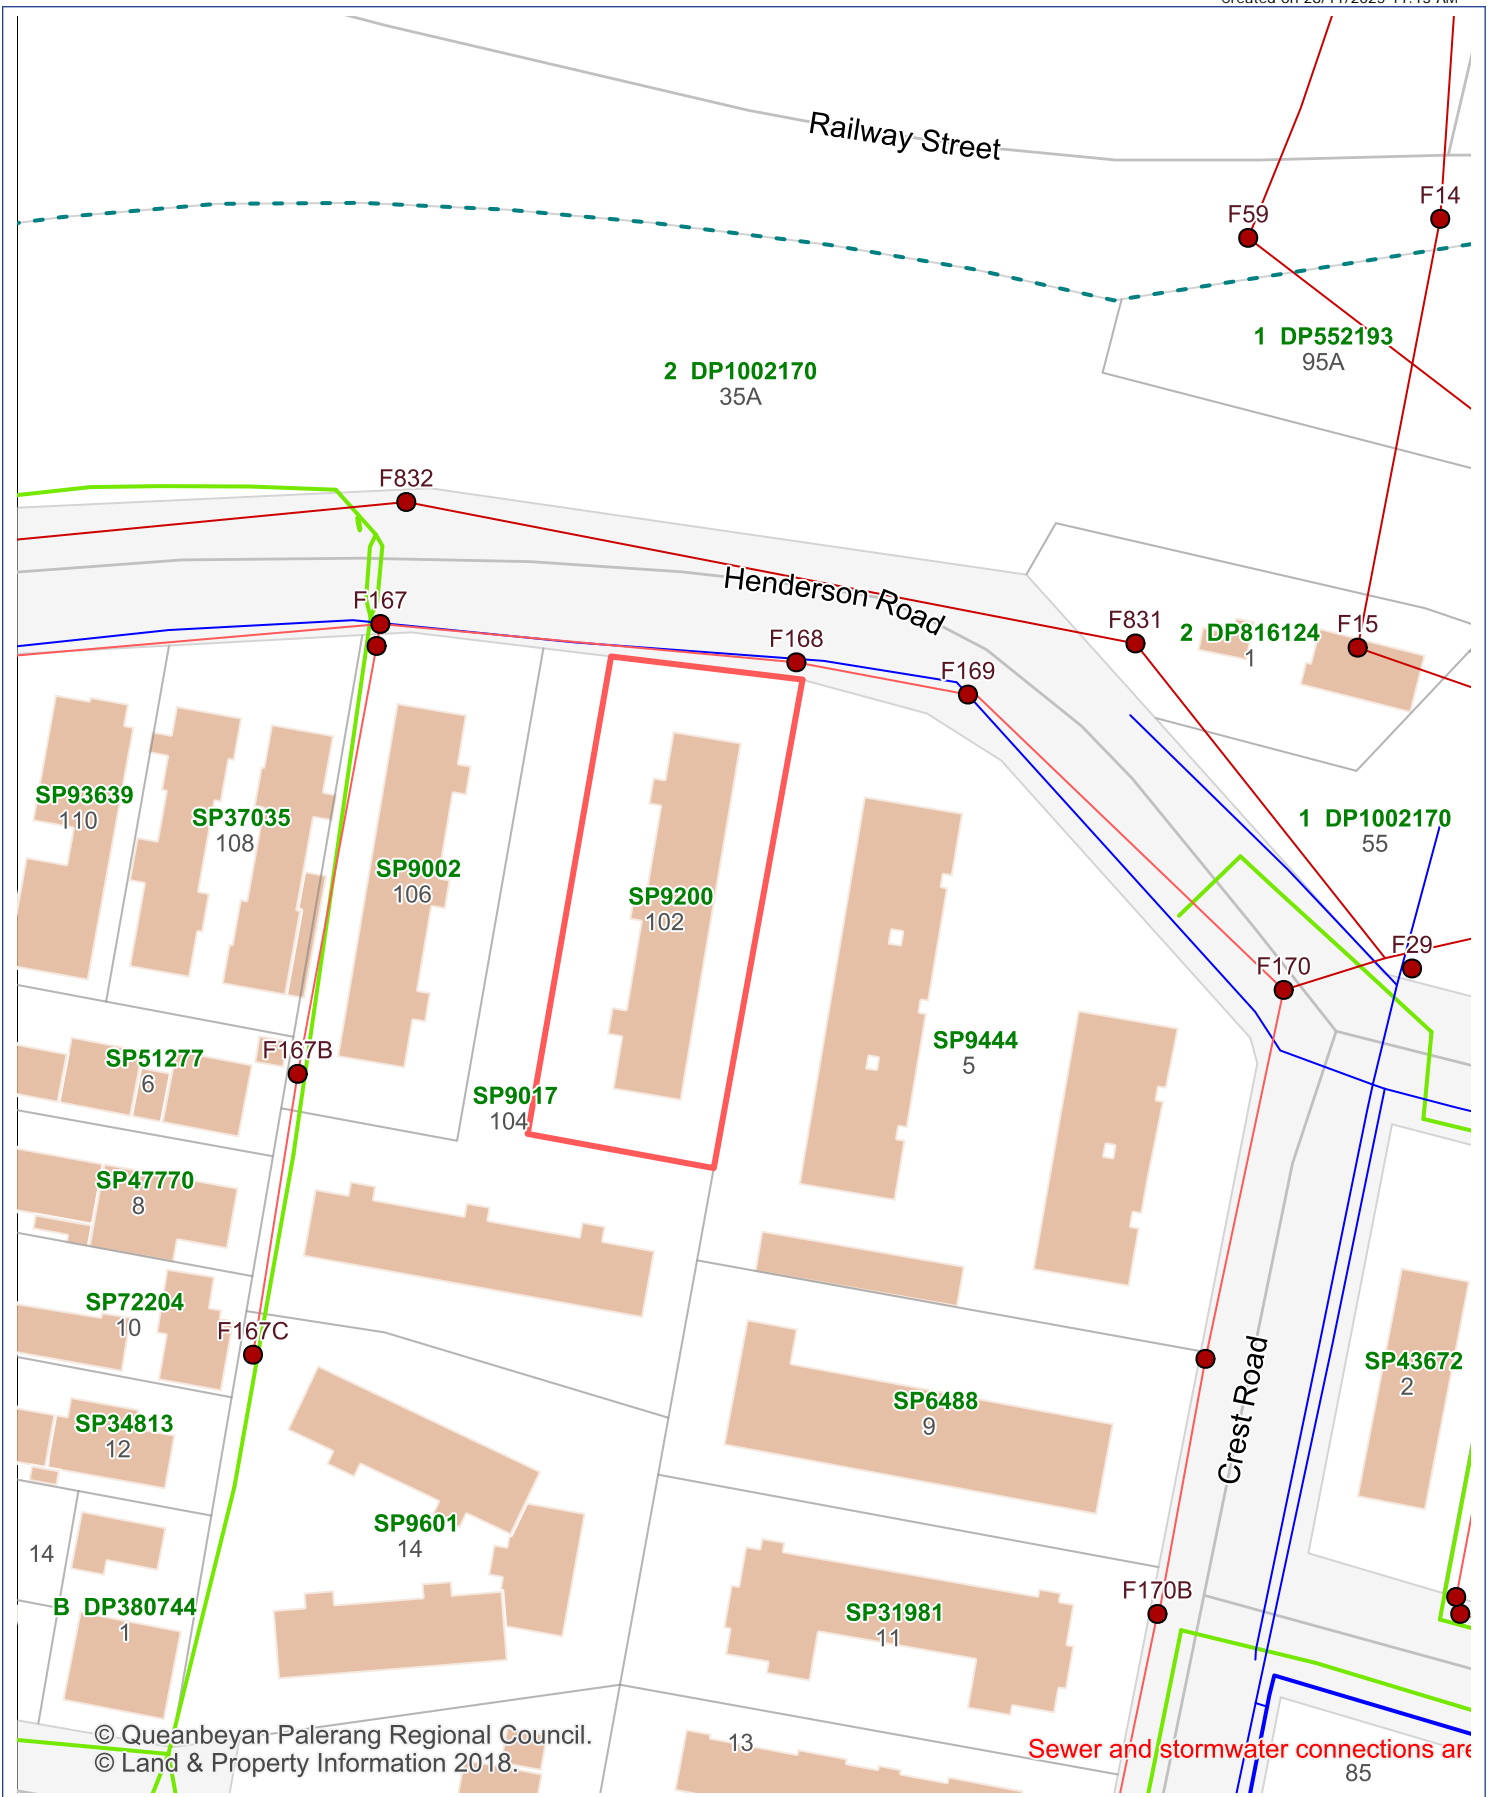 Railway Street
F14
F59
1 DP552193
95A
2 DP1002170
35A
F832
Henderson Road
F167
F831
F15
2 DP816124
1
F168
F169
SP93639
110
SP37035
108
1 DP1002170
55
SP9002
106
SP9200
102
F29
F170
SP9444
5
F167B
SP51277
6
SP9017
104
SP47770
8
SP72204
10
F167C
Crest Road
SP43672
2
SP6488
9
SP34813
12
SP9601
14
14
F170B
B DP380744
1
SP31981
11
© Queanbeyan Palerang Regional Council.
© Land & Property Information 2018.
13
Sewer and stormwater connections are
85